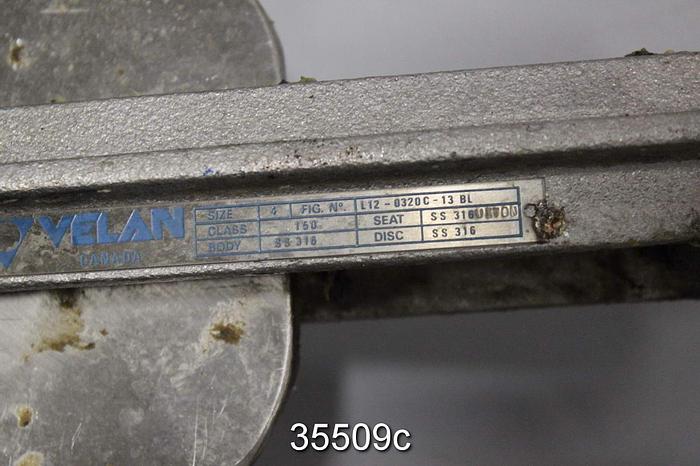 VELAN
CANADA
SIZE 4 FIG. Nº. L12-0320C-13 BL
CLASS 150 SEAT SS 316
BODY SS 316 DISC SS 316
35509c